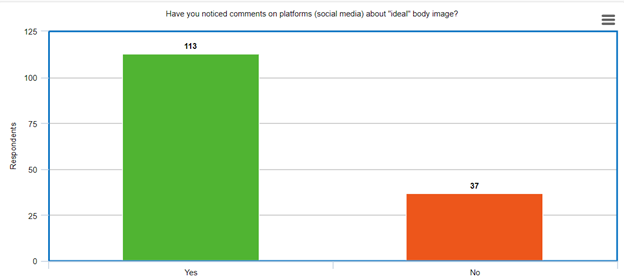 Have you noticed comments on platforms (social media) about "ideal" body image?
125
100
75
50
25
0
Respondents
113
37
Yes
No